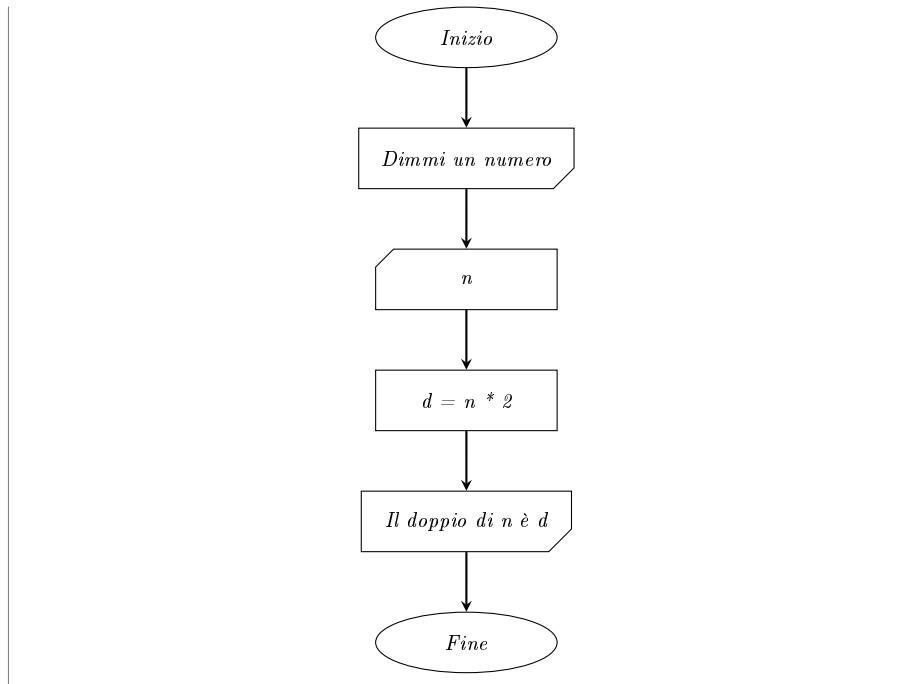 Inizio
Dimmi un numero
n
d = n * 2
Il doppio di n è d
Fine